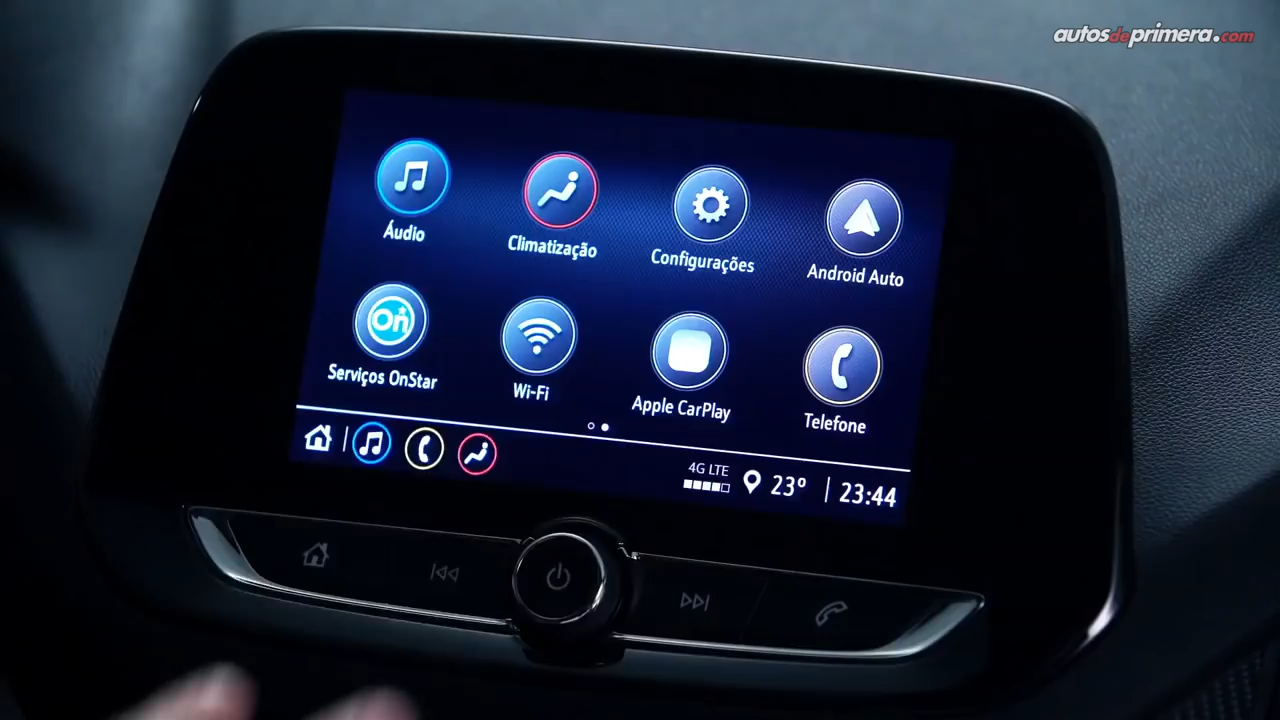 autosdeprimera.com
Áudio
Climatização
Configurações
Android Auto
On
Serviços OnStar
Wi-Fi
Apple CarPlay
Telefone
4G LTE
23º
23:44